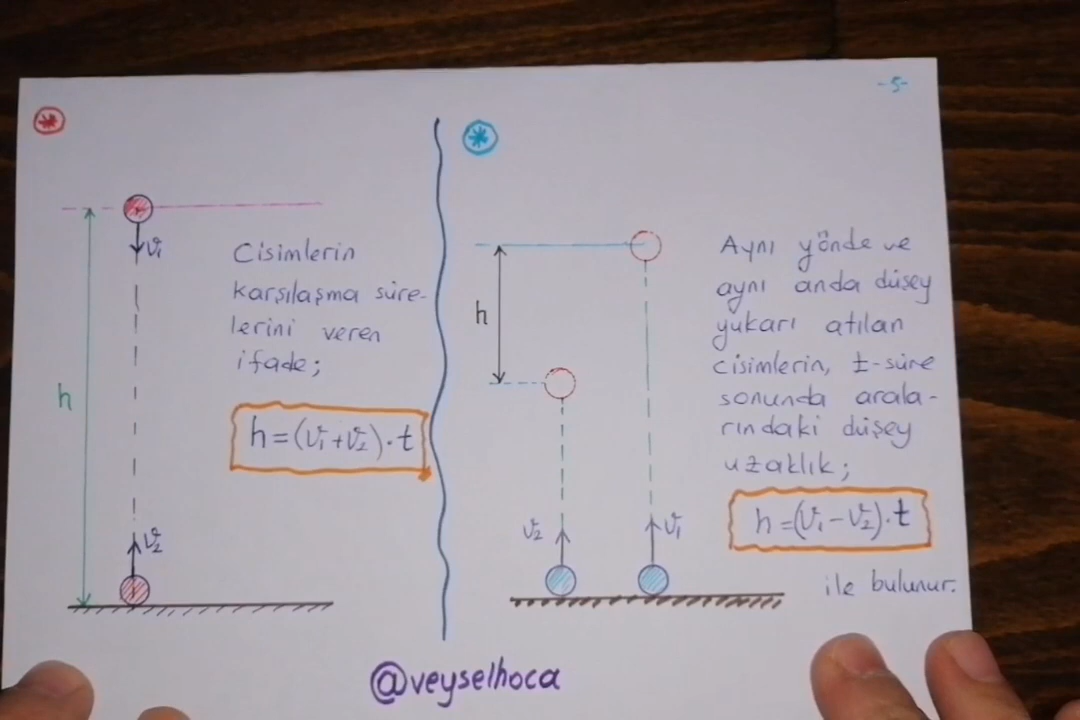 -5-
v₁
Cisimlerin
karşılaşma süre-
lerini veren
ifade;
h
h=(v₁+v₂)·t
v₂
Aynı yönde ve
aynı anda düşey
yukarı atılan
cisimlerin, t-süre
sonunda arala-
rındaki düşey
uzaklık;
h
h=(v₁-v₂)·t
v₂
v₁
ile bulunur.
@veyselhoca